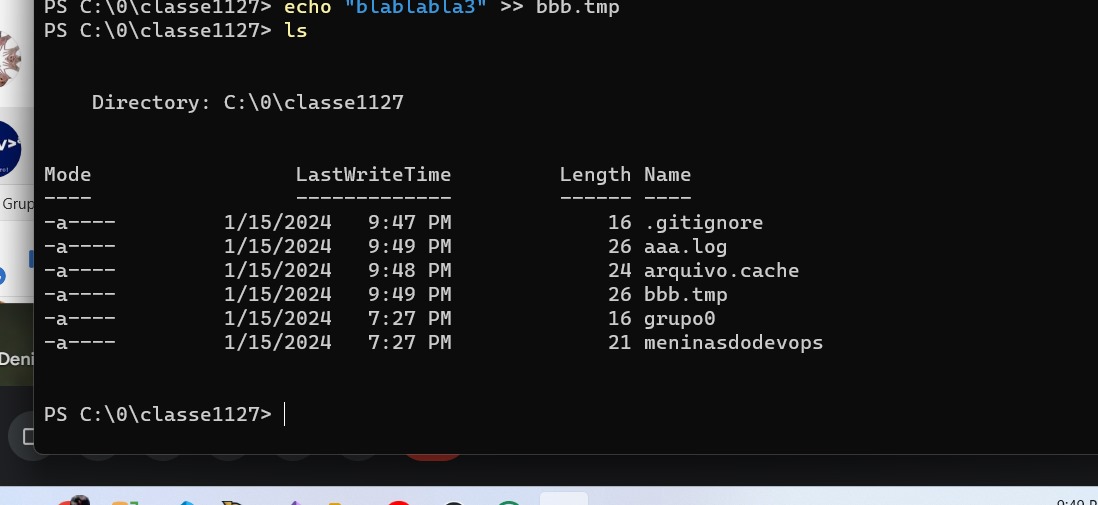 PS C:\0\classe1127> echo "blablabla3" >> bbb.tmp
PS C:\0\classe1127> ls
Directory: C:\0\classe1127
Mode LastWriteTime Length Name
---- ------------- ------ ----
-a---- 1/15/2024 9:47 PM 16 .gitignore
-a---- 1/15/2024 9:49 PM 26 aaa.log
-a---- 1/15/2024 9:48 PM 24 arquivo.cache
-a---- 1/15/2024 9:49 PM 26 bbb.tmp
-a---- 1/15/2024 7:27 PM 16 grupo0
-a---- 1/15/2024 7:27 PM 21 meninasdodevops
PS C:\0\classe1127>
Grup
Deni